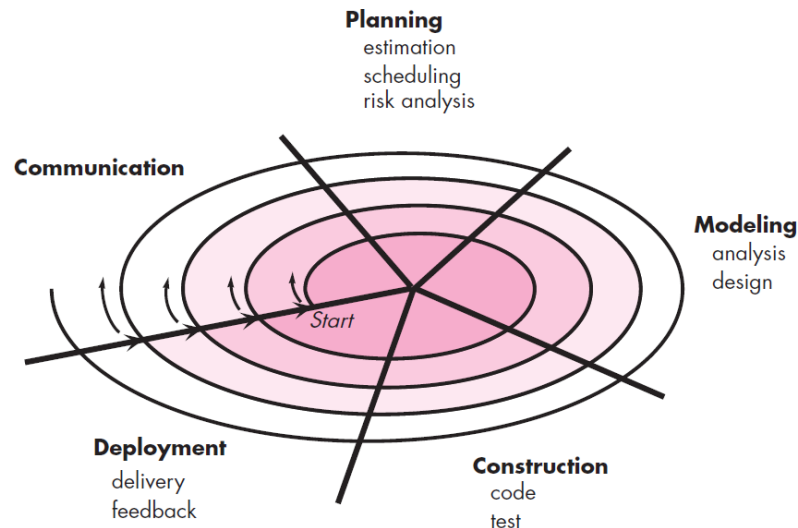 Planning
estimation
scheduling
risk analysis
Communication
Modeling
analysis
design
Start
Deployment
delivery
feedback
Construction
code
test